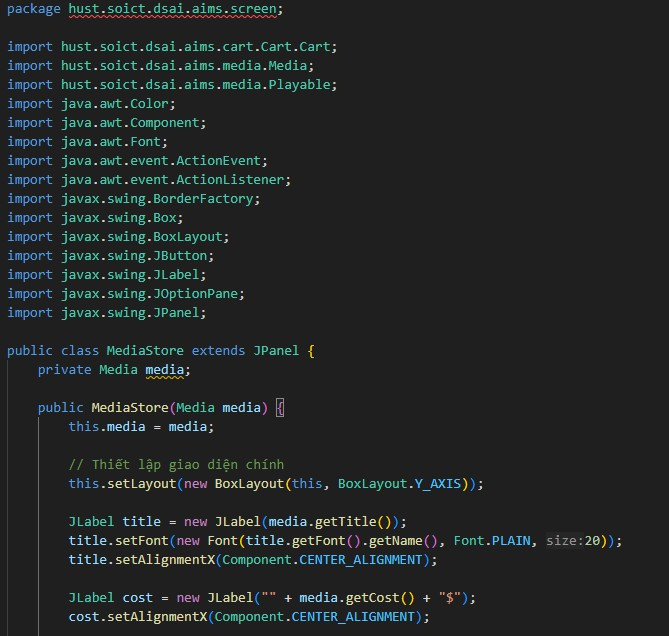 package hust.soict.dsai.aims.screen;
import hust.soict.dsai.aims.cart.Cart.Cart;
import hust.soict.dsai.aims.media.Media;
import hust.soict.dsai.aims.media.Playable;
import java.awt.Color;
import java.awt.Component;
import java.awt.Font;
import java.awt.event.ActionEvent;
import java.awt.event.ActionListener;
import javax.swing.BorderFactory;
import javax.swing.Box;
import javax.swing.BoxLayout;
import javax.swing.JButton;
import javax.swing.JLabel;
import javax.swing.JOptionPane;
import javax.swing.JPanel;
public class MediaStore extends JPanel {
private Media media;
public MediaStore(Media media) {
this.media = media;
// Thiết lập giao diện chính
this.setLayout(new BoxLayout(this, BoxLayout.Y_AXIS));
JLabel title = new JLabel(media.getTitle());
title.setFont(new Font(title.getFont().getName(), Font.PLAIN, size:20));
title.setAlignmentX(Component.CENTER_ALIGNMENT);
JLabel cost = new JLabel("" + media.getCost() + "$");
cost.setAlignmentX(Component.CENTER_ALIGNMENT);